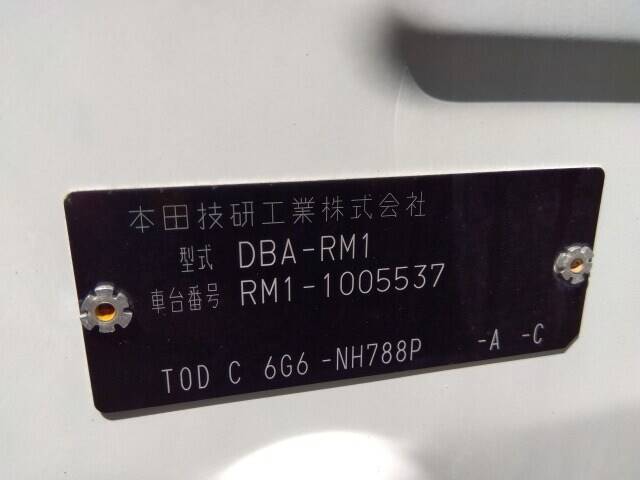 本田技研工業株式会社
型式 DBA-RM1
車台番号 RM1-1005537
TOD C 6G6 -NH788P -A -C